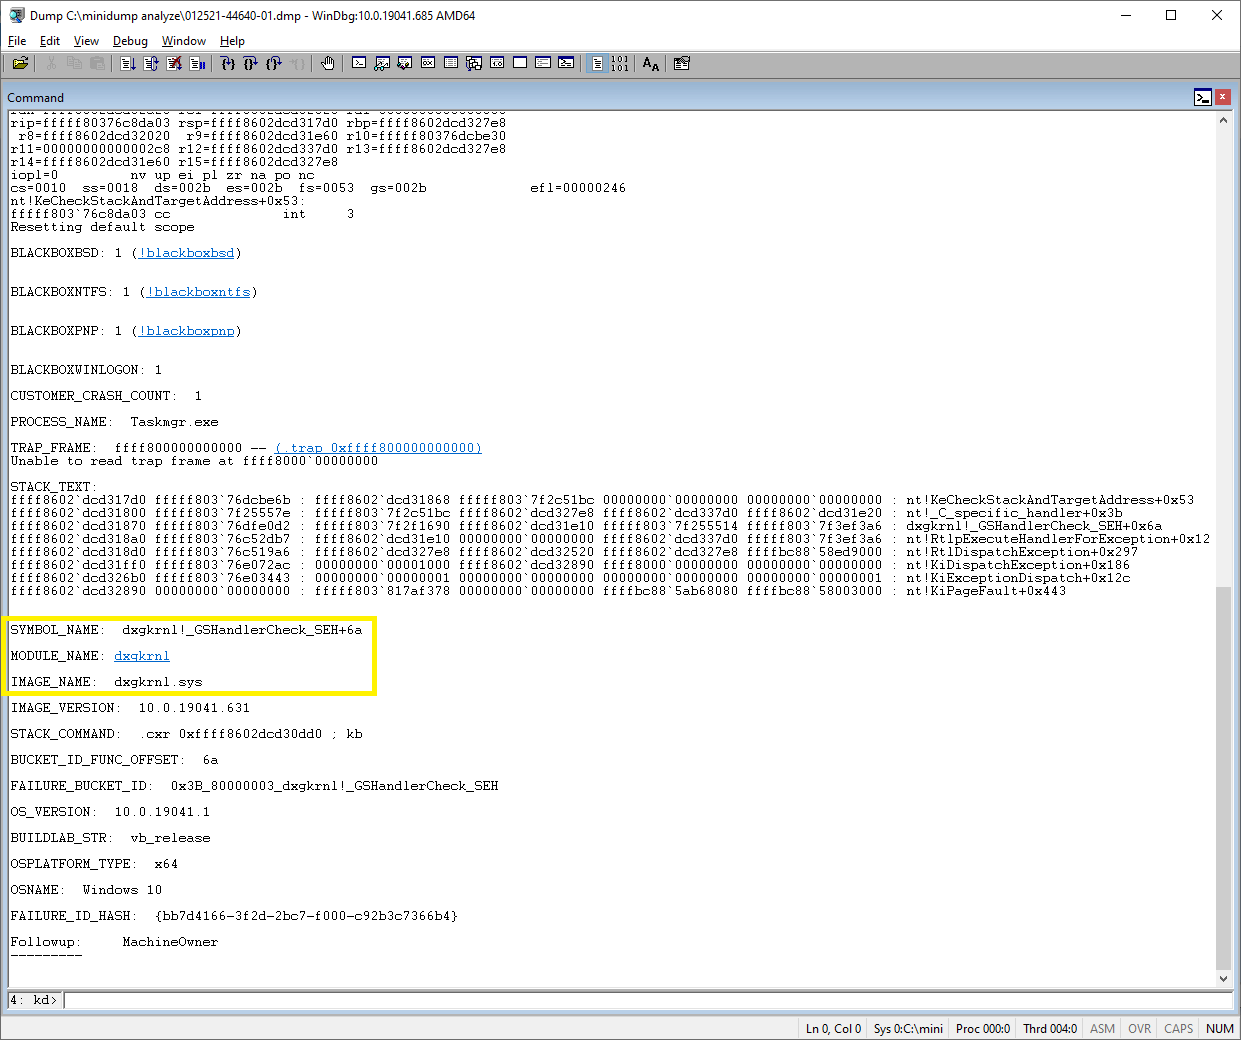 Dump C:\minidump analyze\012521-44640-01.dmp - WinDbg:10.0.19041.685 AMD64
File Edit View Debug Window Help
Command
rip=fffff80376c8da03 rsp=ffff8602dcd317d0 rbp=ffff8602dcd327e8
r8=ffff8602dcd32020 r9=ffff8602dcd31e60 r10=fffff80376dcbe30
r11=00000000000002c8 r12=ffff8602dcd337d0 r13=ffff8602dcd327e8
r14=ffff8602dcd31e60 r15=ffff8602dcd327e8
iopl=0 nv up ei pl zr na po nc
cs=0010 ss=0018 ds=002b es=002b fs=0053 gs=002b efl=00000246
nt!KeCheckStackAndTargetAddress+0x53:
fffff803`76c8da03 cc int 3
Resetting default scope
BLACKBOXBSD: 1 (!blackboxbsd)
BLACKBOXNTFS: 1 (!blackboxntfs)
BLACKBOXPNP: 1 (!blackboxpnp)
BLACKBOXWINLOGON: 1
CUSTOMER_CRASH_COUNT: 1
PROCESS_NAME: Taskmgr.exe
TRAP_FRAME: ffff800000000000 -- (.trap 0xffff800000000000)
Unable to read trap frame at ffff8000`00000000
STACK_TEXT:
ffff8602`dcd317d0 fffff803`76dcbe6b : ffff8602`dcd31868 fffff803`7f2c51bc 00000000`00000000 00000000`00000000 : nt!KeCheckStackAndTargetAddress+0x53
ffff8602`dcd31800 fffff803`7f25557e : fffff803`7f2c51bc ffff8602`dcd327e8 ffff8602`dcd337d0 ffff8602`dcd31e20 : nt!_C_specific_handler+0x3b
ffff8602`dcd31870 fffff803`76dfe0d2 : fffff803`7f2f1690 ffff8602`dcd31e10 fffff803`7f255514 fffff803`7f3ef3a6 : dxgkrnl!_GSHandlerCheck_SEH+0x6a
ffff8602`dcd318a0 fffff803`76c52db7 : ffff8602`dcd31e10 00000000`00000000 ffff8602`dcd337d0 fffff803`7f3ef3a6 : nt!RtlpExecuteHandlerForException+0x12
ffff8602`dcd318d0 fffff803`76c519a6 : ffff8602`dcd327e8 ffff8602`dcd32520 ffff8602`dcd327e8 ffffbc88`58ed9000 : nt!RtlDispatchException+0x297
ffff8602`dcd31ff0 fffff803`76e072ac : 00000000`00001000 ffff8602`dcd32890 ffff8000`00000000 00000000`00000000 : nt!KiDispatchException+0x186
ffff8602`dcd326b0 fffff803`76e03443 : 00000000`00000001 00000000`00000000 00000000`00000000 00000000`00000001 : nt!KiExceptionDispatch+0x12c
ffff8602`dcd32890 00000000`00000000 : fffff803`817af378 00000000`00000000 ffffbc88`5ab68080 ffffbc88`58003000 : nt!KiPageFault+0x443
SYMBOL_NAME: dxgkrnl!_GSHandlerCheck_SEH+6a
MODULE_NAME: dxgkrnl
IMAGE_NAME: dxgkrnl.sys
IMAGE_VERSION: 10.0.19041.631
STACK_COMMAND: .cxr 0xffff8602dcd30dd0 ; kb
BUCKET_ID_FUNC_OFFSET: 6a
FAILURE_BUCKET_ID: 0x3B_80000003_dxgkrnl!_GSHandlerCheck_SEH
OS_VERSION: 10.0.19041.1
BUILDLAB_STR: vb_release
OSPLATFORM_TYPE: x64
OSNAME: Windows 10
FAILURE_ID_HASH: {bb7d4166-3f2d-2bc7-f000-c92b3c7366b4}
Followup: MachineOwner
---------
4: kd>
Ln 0, Col 0 Sys 0:C:\mini Proc 000:0 Thrd 004:0 ASM OVR CAPS NUM